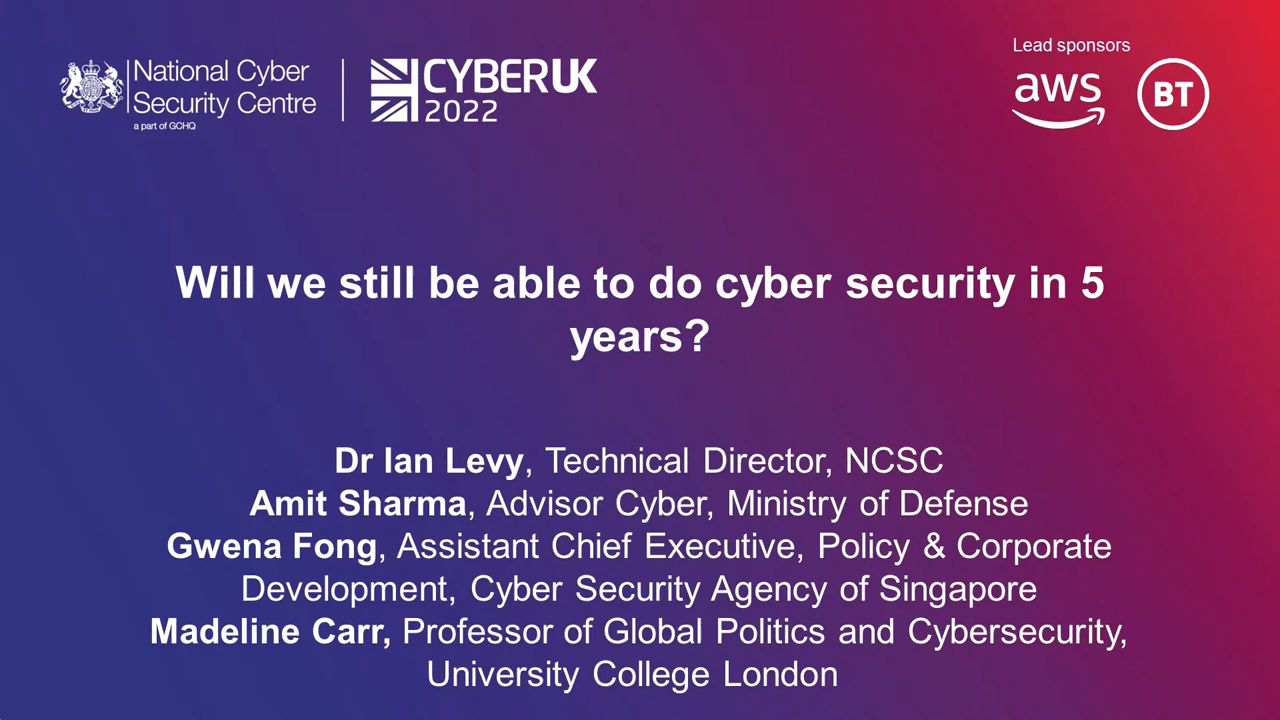 National Cyber
Security Centre
a part of GCHQ
CYBERUK
2022
Lead sponsors
aws
BT
Will we still be able to do cyber security in 5
years?
Dr Ian Levy, Technical Director, NCSC
Amit Sharma, Advisor Cyber, Ministry of Defense
Gwena Fong, Assistant Chief Executive, Policy & Corporate
Development, Cyber Security Agency of Singapore
Madeline Carr, Professor of Global Politics and Cybersecurity,
University College London